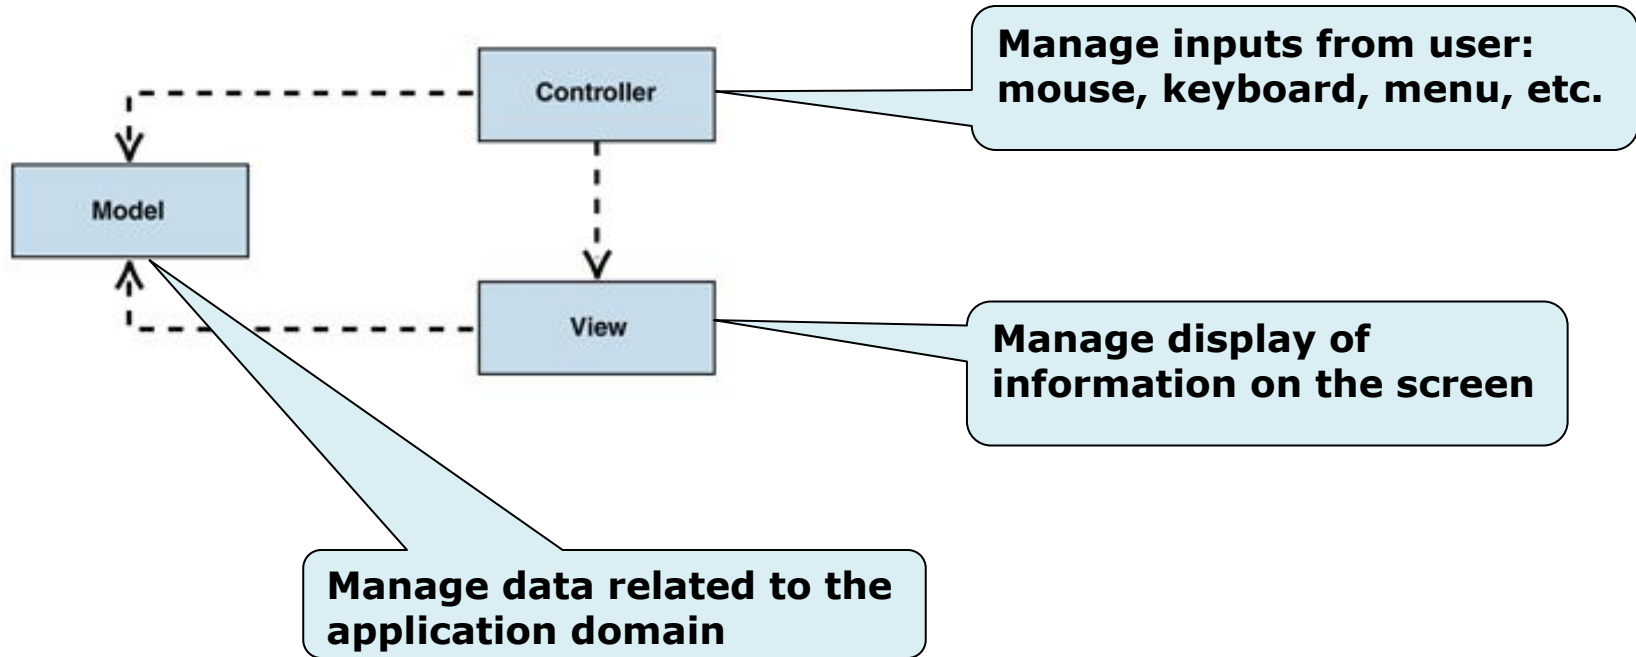 Controller
Manage inputs from user:
mouse, keyboard, menu, etc.
Model
View
Manage display of
information on the screen
Manage data related to the
application domain